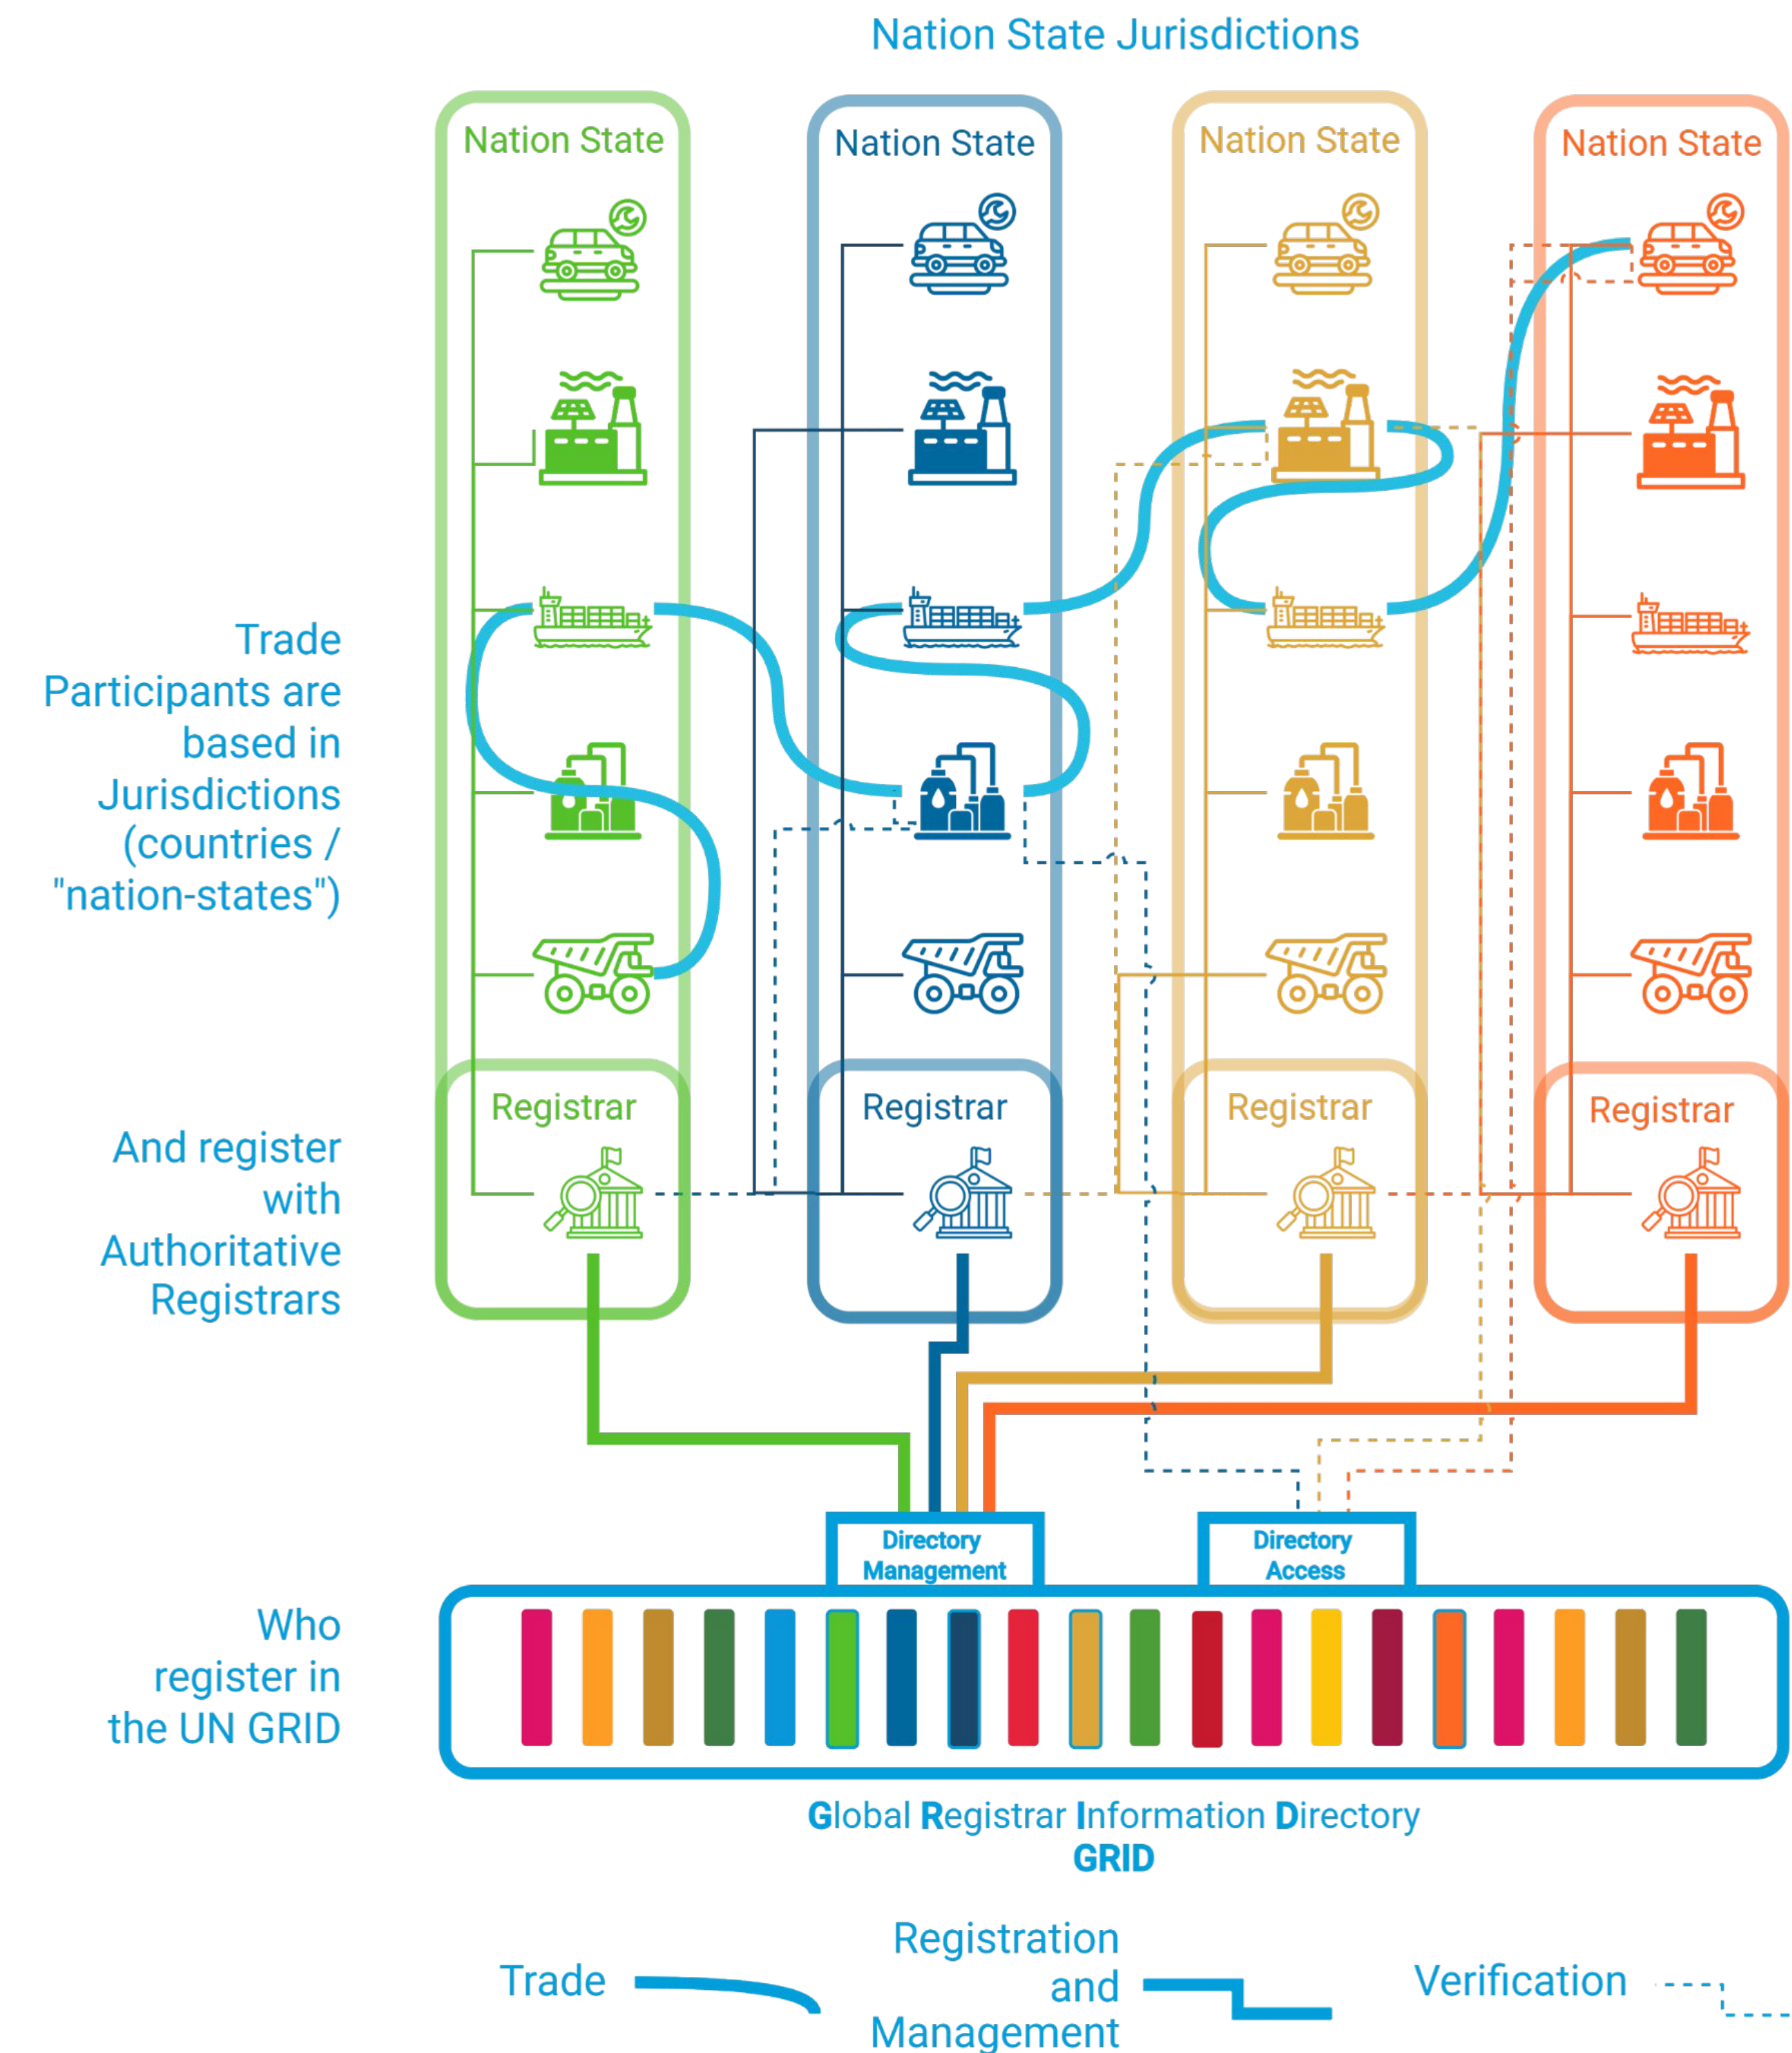 Nation State Jurisdictions
Nation State
Nation State
Nation State
Nation State
Trade
Participants are
based in
Jurisdictions
(countries /
"nation-states")
Registrar
Registrar
Registrar
Registrar
And register
with
Authoritative
Registrars
Directory
Management
Directory
Access
Who
register in
the UN GRID
Global Registrar Information Directory
GRID
Trade
Registration
and
Management
Verification